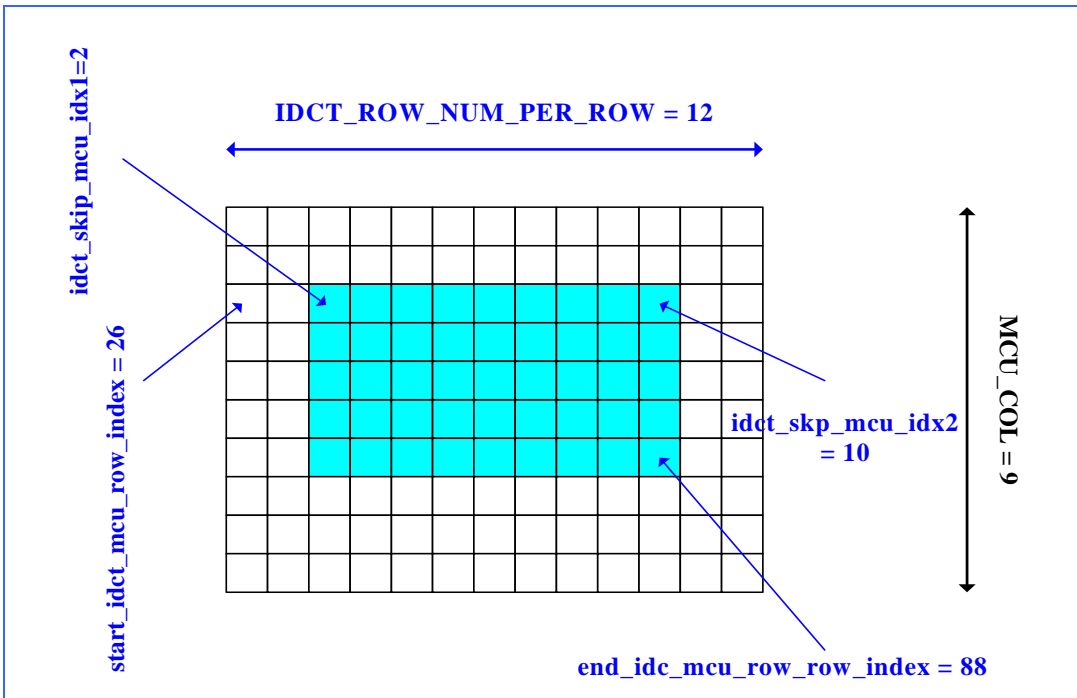 idct_skip_mcu_idx1=2
IDCT_ROW_NUM_PER_ROW = 12
start_idct_mcu_row_index = 26
MCU_COL = 9
idct_skp_mcu_idx2
= 10
end_idc_mcu_row_row_index = 88